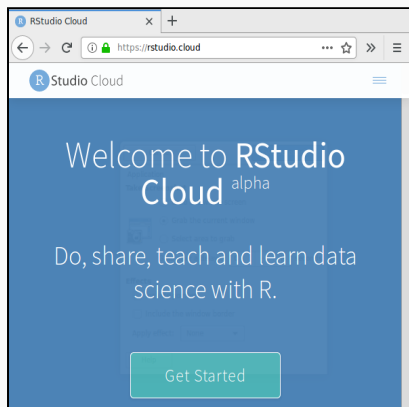 RStudio Cloud
https://rstudio.cloud
R Studio Cloud
Welcome to RStudio
Cloud alpha
Do, share, teach and learn data
science with R.
Get Started